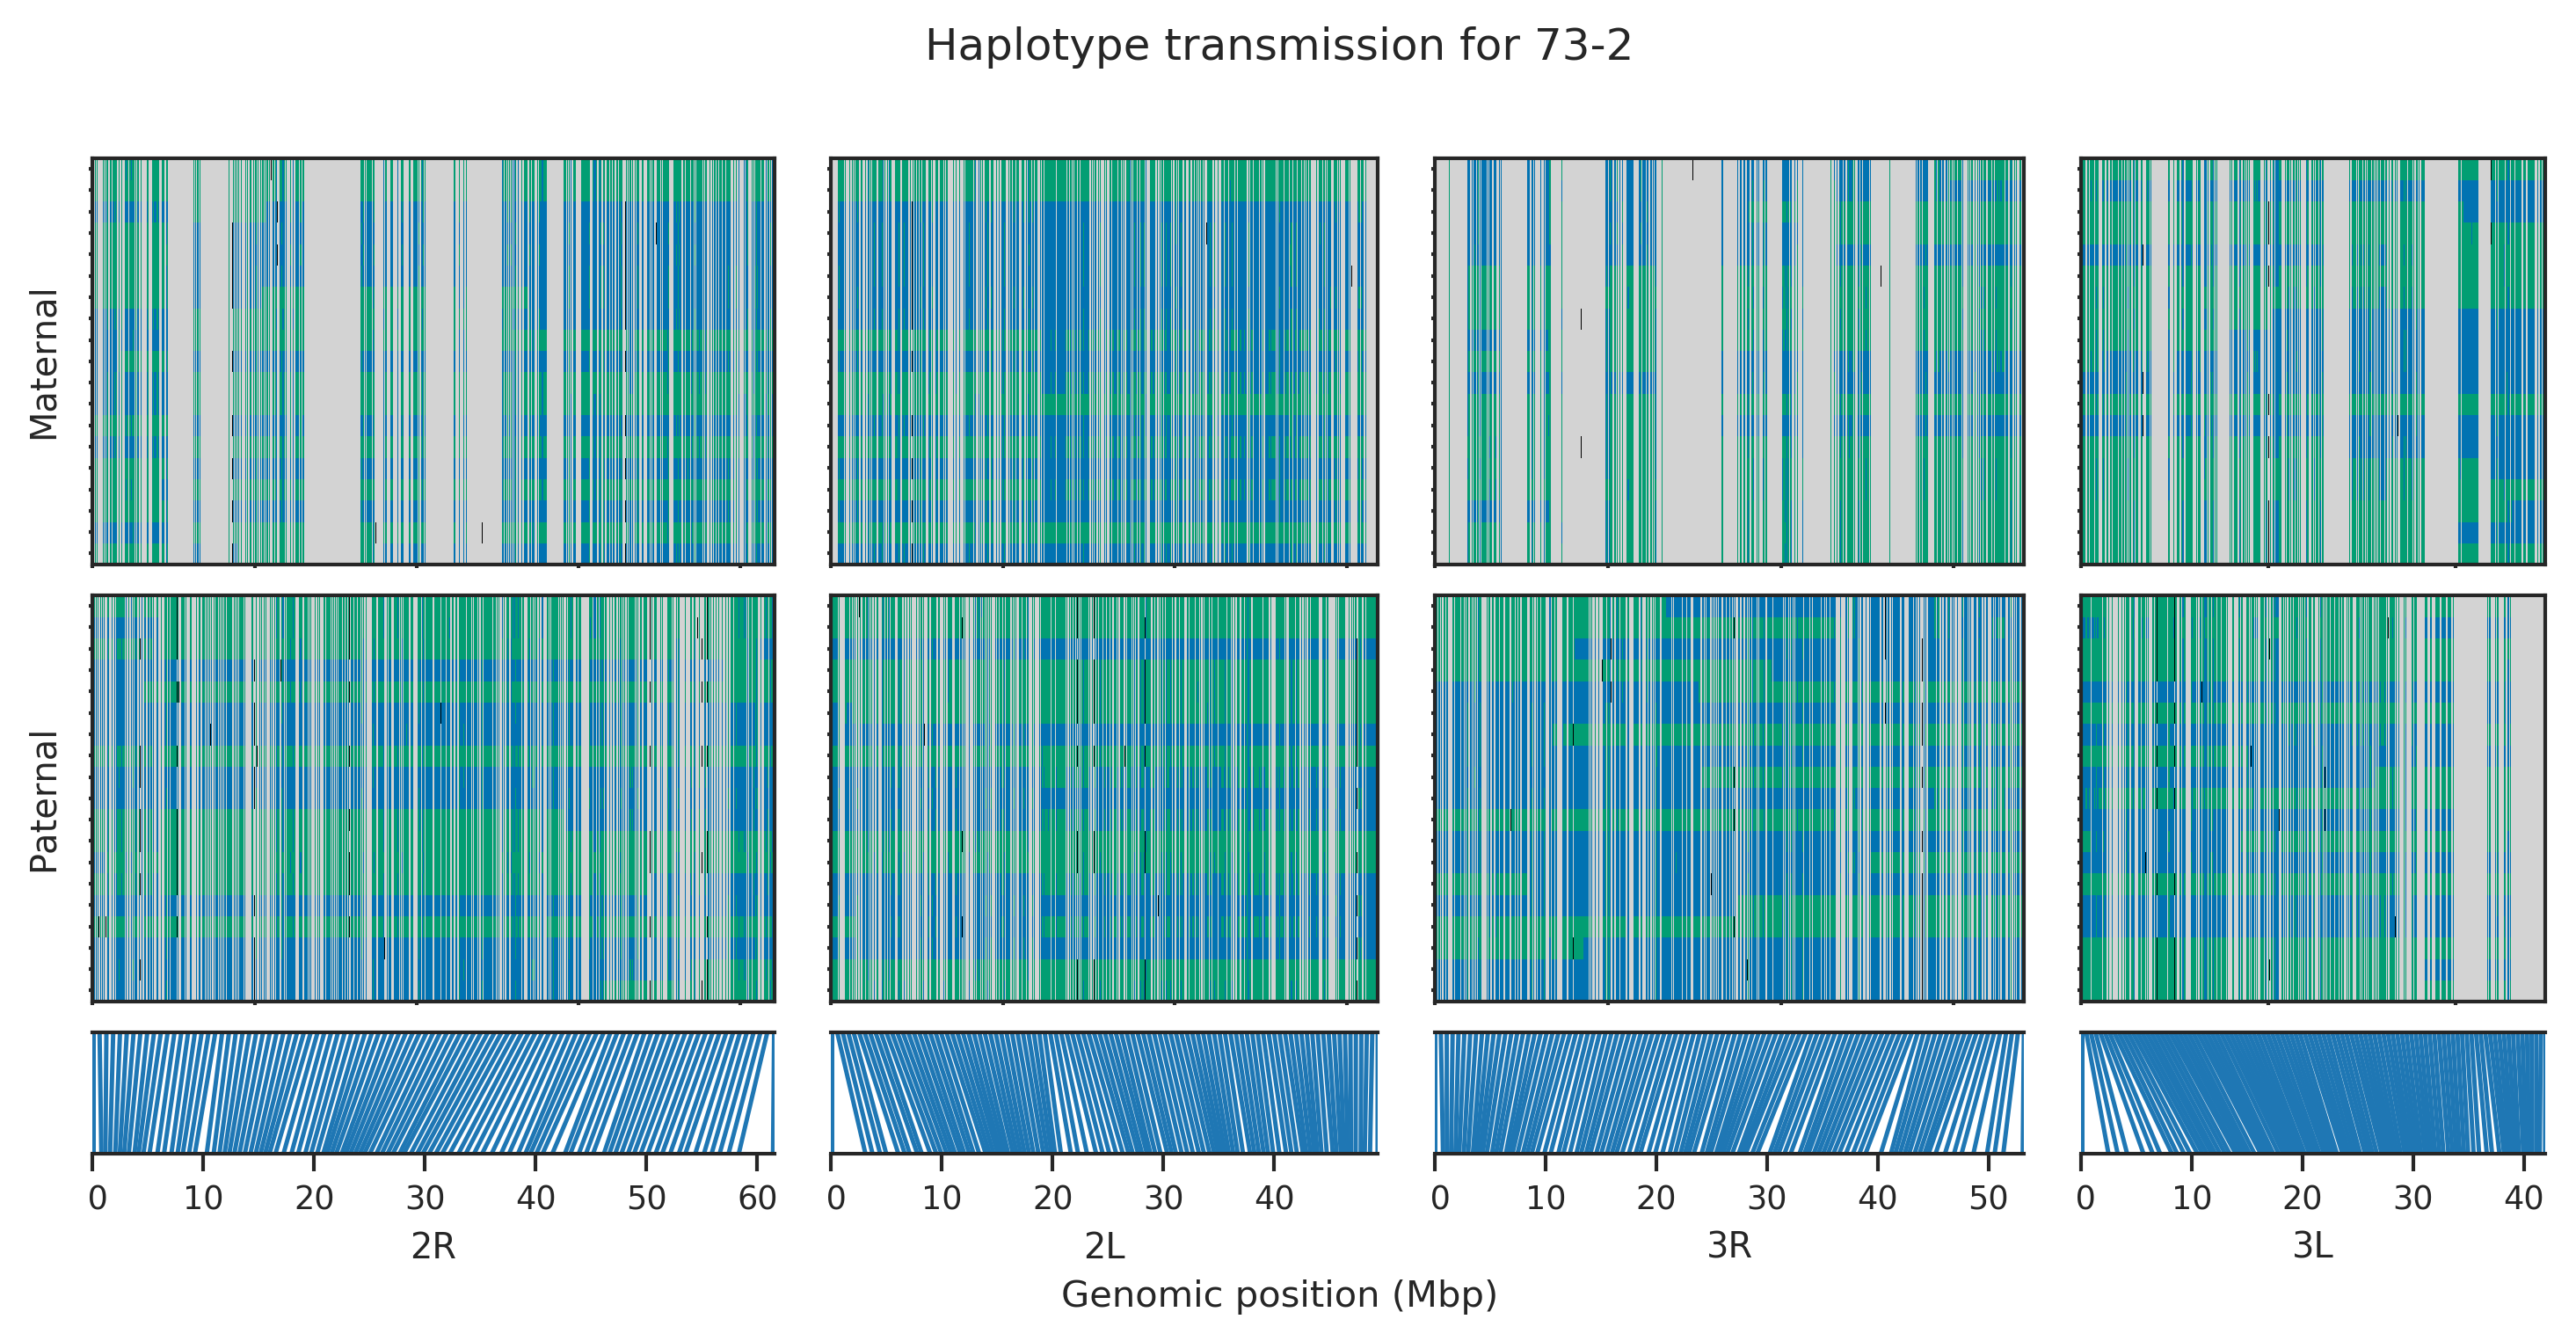 Haplotype transmission for 73-2
Maternal
Paternal
0 10 20 30 40 50 60
0 10 20 30 40
0 10 20 30 40 50
0 10 20 30 40
2R
2L
3R
3L
Genomic position (Mbp)